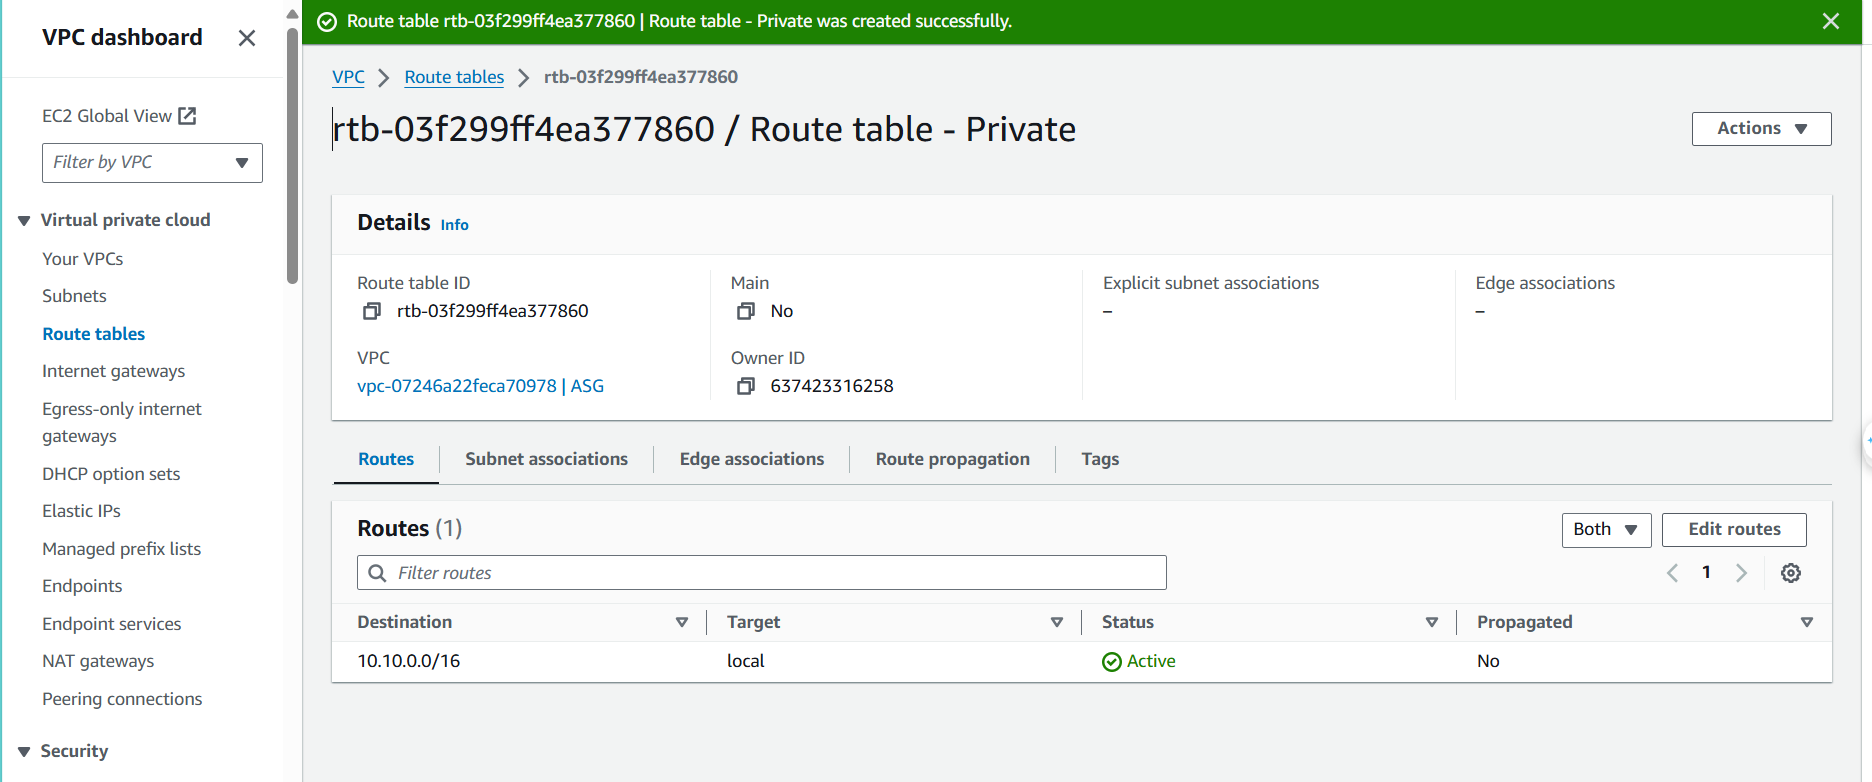 VPC dashboard
EC2 Global View
Filter by VPC
Virtual private cloud
Your VPCs
Subnets
Route tables
Internet gateways
Egress-only internet
gateways
DHCP option sets
Elastic IPs
Managed prefix lists
Endpoints
Endpoint services
NAT gateways
Peering connections
Security
Route table rtb-03f299ff4ea377860 | Route table - Private was created successfully.
VPC > Route tables > rtb-03f299ff4ea377860
rtb-03f299ff4ea377860 / Route table - Private
Actions
Details Info
Route table ID
rtb-03f299ff4ea377860
Main
No
Explicit subnet associations
–
Edge associations
–
VPC
vpc-07246a22feca70978 | ASG
Owner ID
637423316258
Routes Subnet associations Edge associations Route propagation Tags
Routes (1)
Both
Edit routes
Filter routes
1
Destination Target Status Propagated
10.10.0.0/16 local Active No